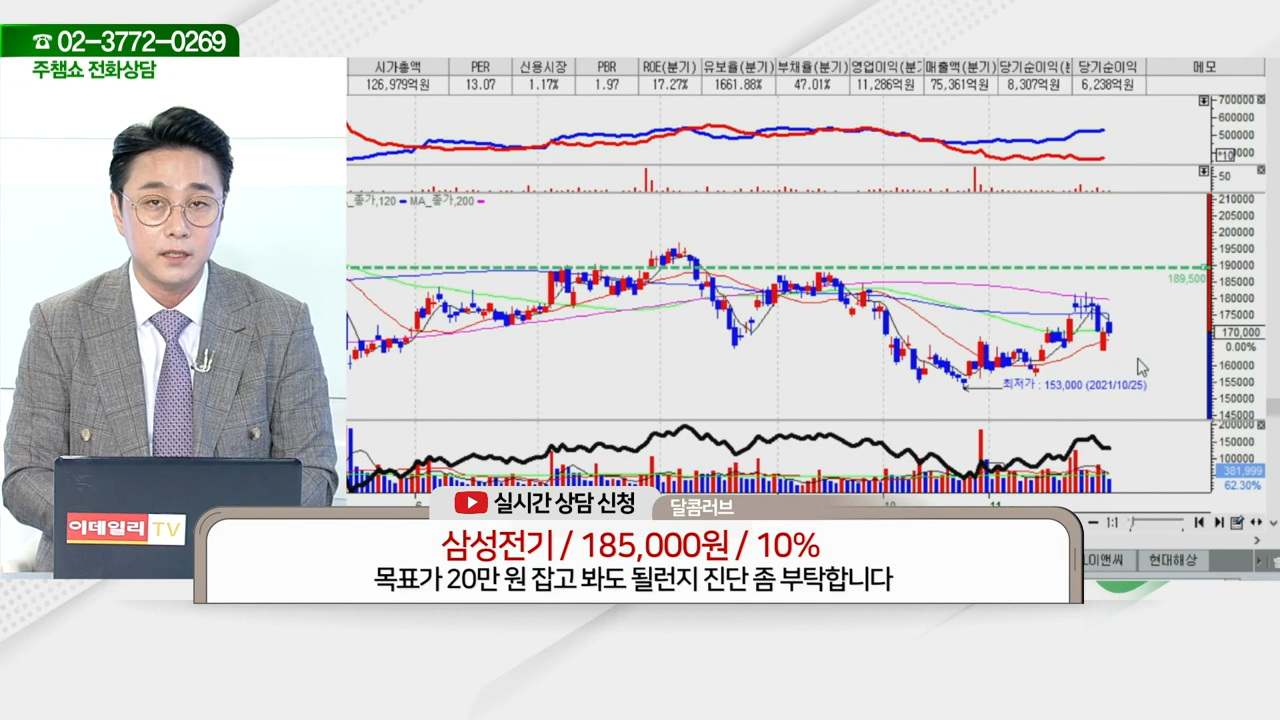 ☎ 02-3772-0269
주챔쇼 전화상담
시가총액 PER 신용시장 PBR ROE(분기) 유보율(분기) 부채율(분기) 영업이익(분기 매출액(분기) 당기순이익(분 당기순이익 메모
126,979억원 13.07 1.17% 1.97 17.27% 1661.88% 47.01% 11,286억원 75,361억원 8,307억원 6,238억원
700000
600000
500000
50
종가,120 MA_종가,200
210000
205000
200000
195000
190000
189,500
185000
180000
175000
170,000
0.00%
160000
155000
최저가 : 153,000 (2021/10/25)
150000
145000
200000
150000
100000
381,999
62.30%
11
1:1
이앤씨 현대해상
이데일리 TV
실시간 상담 신청 달콤러브
삼성전기 / 185,000원 / 10%
목표가 20만 원 잡고 봐도 될런지 진단 좀 부탁합니다